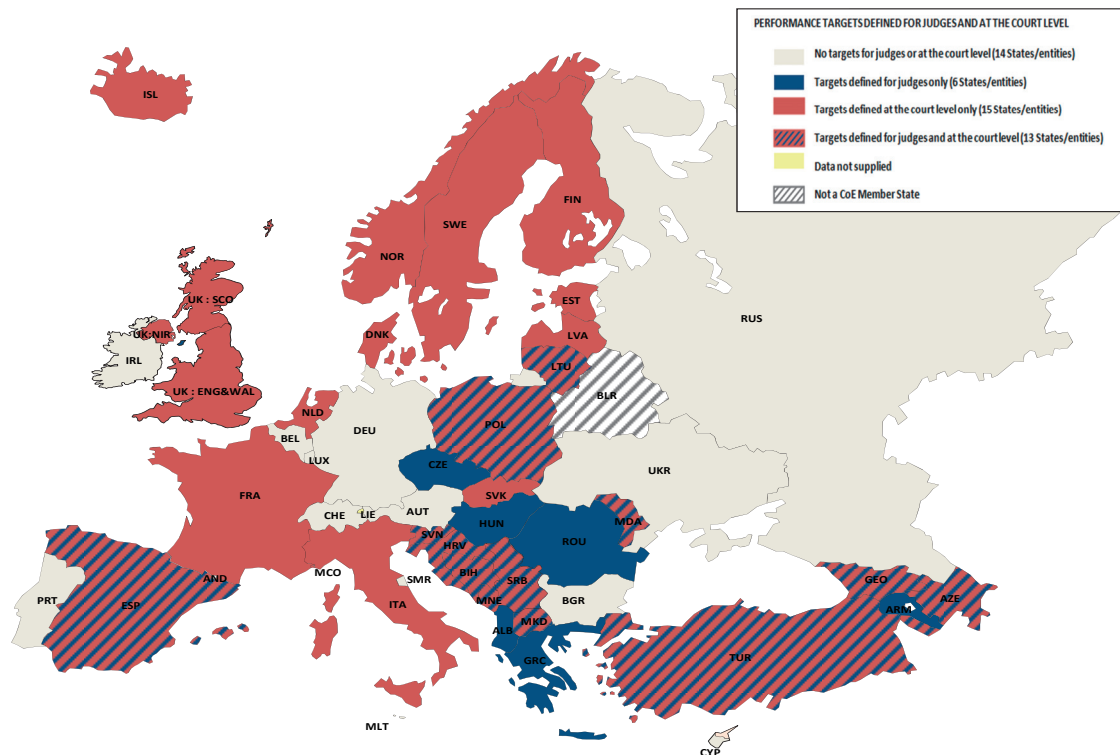 PERFORMANCE TARGETS DEFINED FOR JUDGES AND AT THE COURT LEVEL
No targets for judges or at the court level (14 States/entities)
Targets defined for judges only (6 States/entities)
Targets defined at the court level only (15 States/entities)
Targets defined for judges and at the court level (13 States/entities)
Data not supplied
Not a CoE Member State
ISL
FIN
SWE
NOR
UK : SCO
EST
RUS
DNK
UK:NIR
LVA
IRL
LTU
UK : ENG&WAL
BLR
NLD
POL
DEU
BEL
LUX
CZE
UKR
FRA
SVK
CHE
LIE
AUT
HUN
MDA
SVN
ROU
HRV
MCO
BIH
SRB
SMR
AND
GEO
PRT
ESP
ITA
MNE
BGR
AZE
ARM
MKD
ALB
GRC
TUR
MLT
CYP